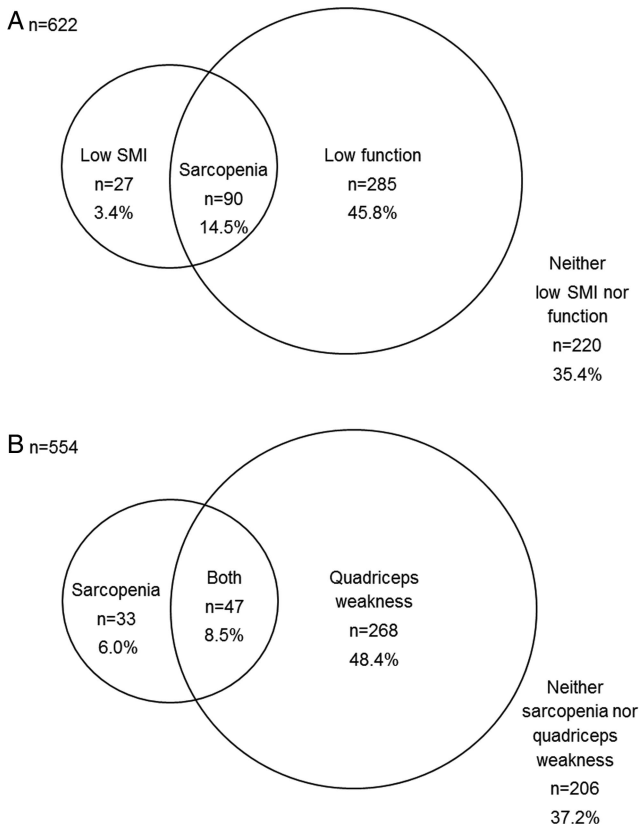 A n=622
Low SMI
n=27
3.4%
Sarcopenia
n=90
14.5%
Low function
n=285
45.8%
Neither
low SMI nor
function
n=220
35.4%
B n=554
Sarcopenia
n=33
6.0%
Both
n=47
8.5%
Quadriceps
weakness
n=268
48.4%
Neither
sarcopenia nor
quadriceps
weakness
n=206
37.2%